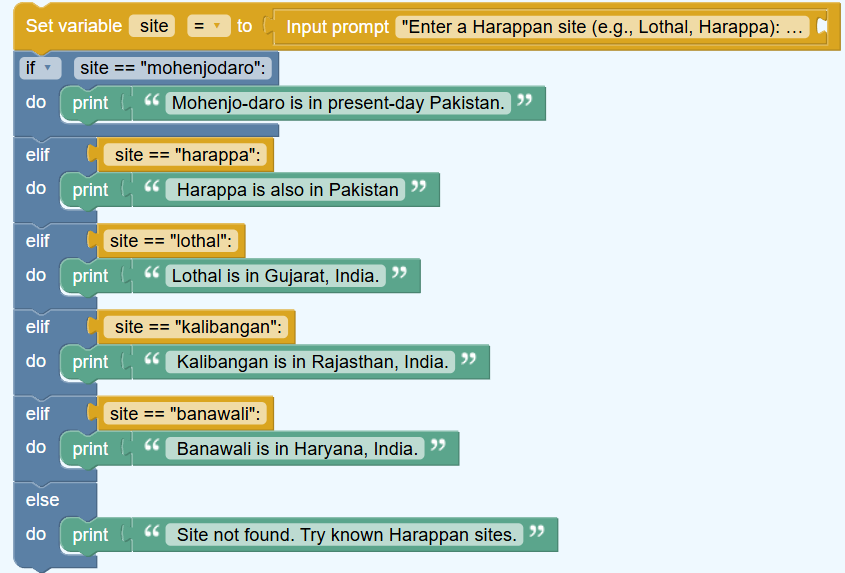 Set variable site = to Input prompt "Enter a Harappan site (e.g., Lothal, Harappa): ...
if site == "mohenjodaro":
do print “ Mohenjo-daro is in present-day Pakistan. ”
elif site == "harappa":
do print “ Harappa is also in Pakistan ”
elif site == "lothal":
do print “ Lothal is in Gujarat, India. ”
elif site == "kalibangan":
do print “ Kalibangan is in Rajasthan, India. ”
elif site == "banawali":
do print “ Banawali is in Haryana, India. ”
else
do print “ Site not found. Try known Harappan sites. ”